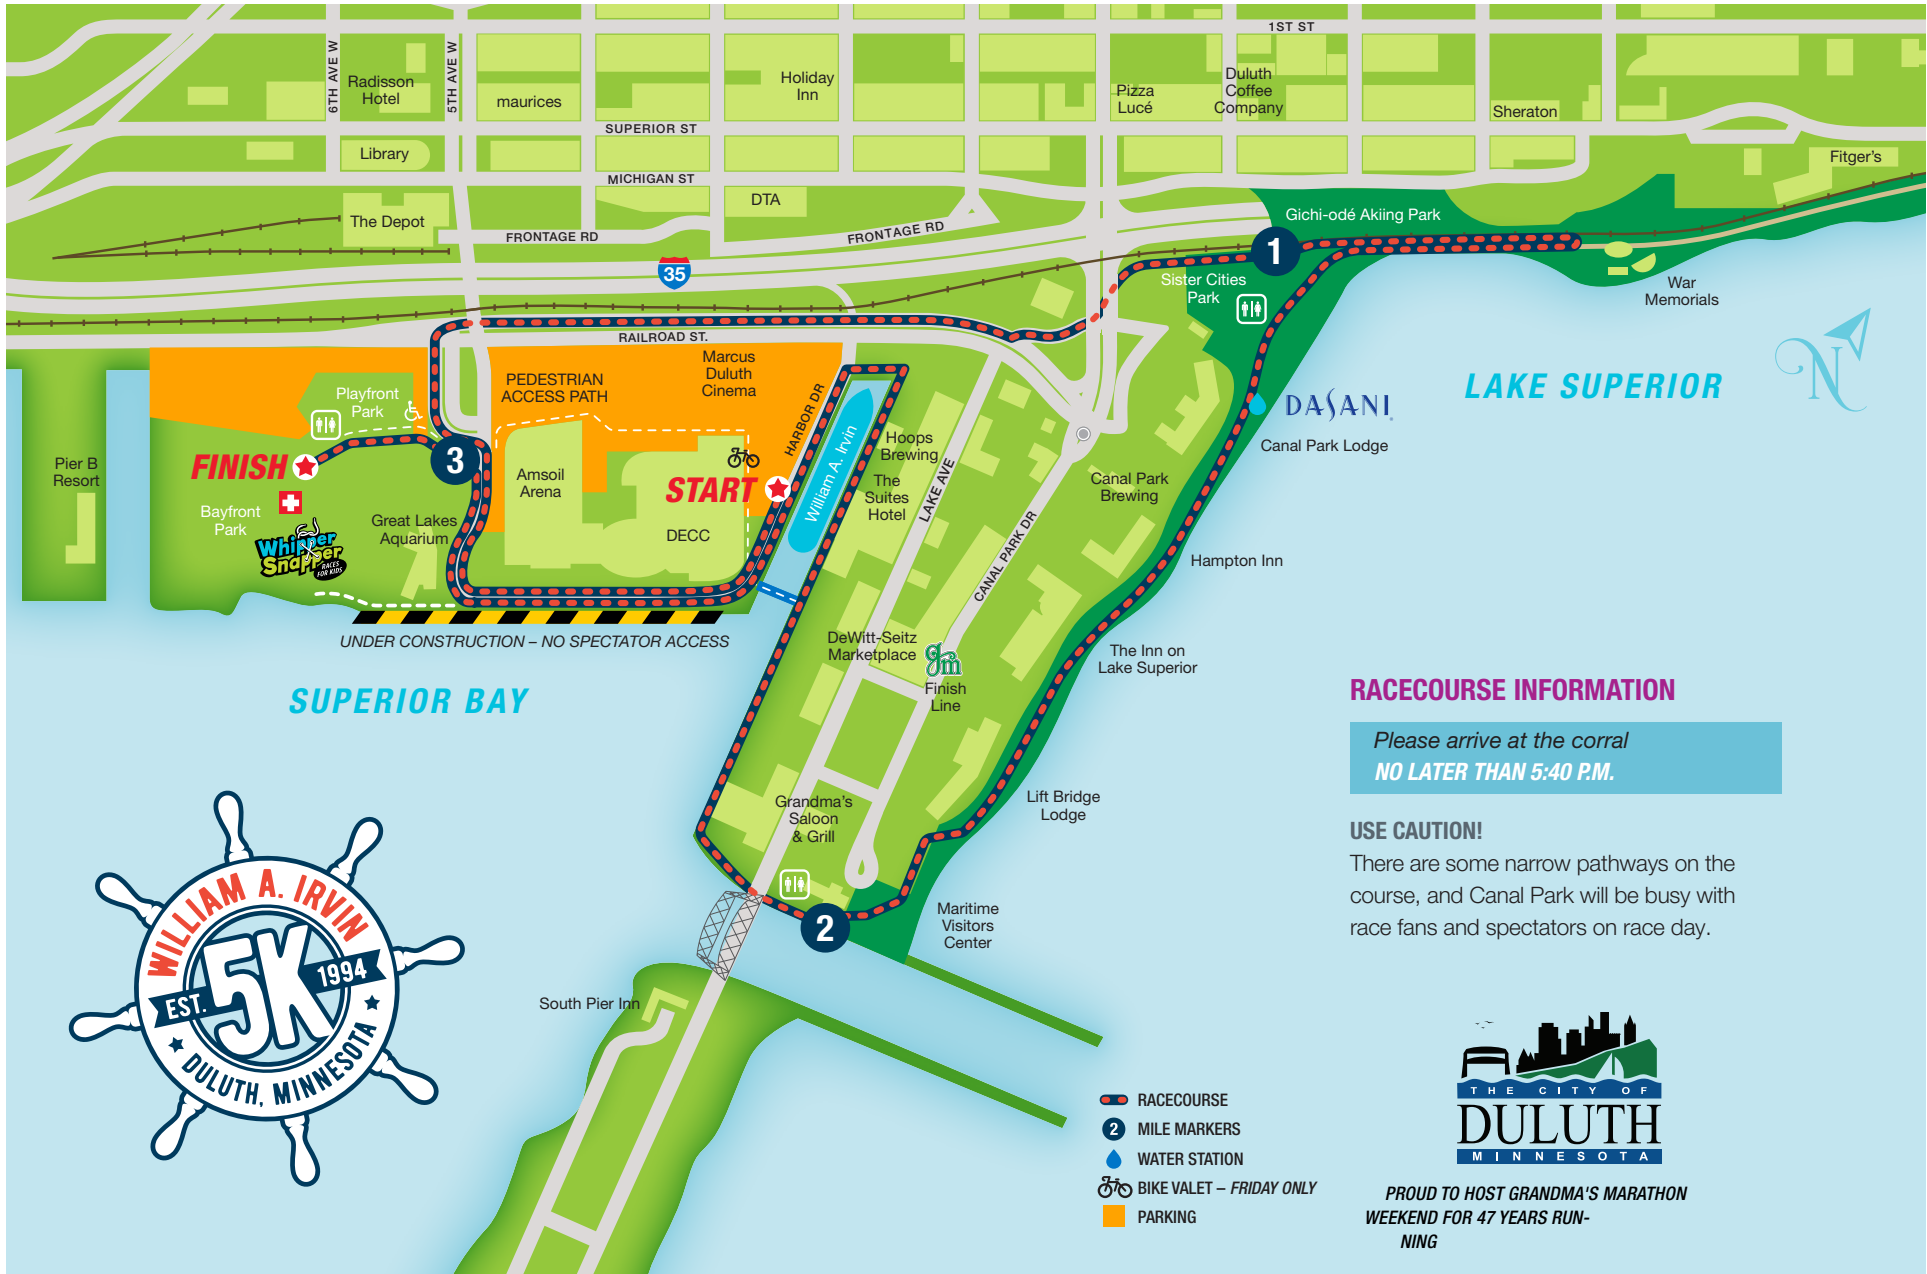 1ST ST
6TH AVE W
5TH AVE W
Radisson
Hotel
maurices
Holiday
Inn
Pizza
Lucé
Duluth
Coffee
Company
Sheraton
SUPERIOR ST
Library
Fitger's
MICHIGAN ST
DTA
The Depot
FRONTAGE RD
FRONTAGE RD
Gichi-odé Akiing Park
1
35
Sister Cities
Park
War
Memorials
RAILROAD ST.
Marcus
Duluth
Cinema
PEDESTRIAN
ACCESS PATH
HARBOR DR
Playfront
Park
LAKE SUPERIOR
N
DASANI
Canal Park Lodge
William A. Irvin
Hoops
Brewing
The
Suites
Hotel
LAKE AVE
Canal Park
Brewing
CANAL PARK DR
Pier B
Resort
FINISH
3
Amsoil
Arena
START
DECC
Bayfront
Park
Great Lakes
Aquarium
Whipper
Snapper
RACES
FOR KIDS
Hampton Inn
UNDER CONSTRUCTION – NO SPECTATOR ACCESS
DeWitt-Seitz
Marketplace
gm
Finish
Line
The Inn on
Lake Superior
SUPERIOR BAY
RACECOURSE INFORMATION
Please arrive at the corral
NO LATER THAN 5:40 P.M.
USE CAUTION!
There are some narrow pathways on the
course, and Canal Park will be busy with
race fans and spectators on race day.
Grandma's
Saloon
& Grill
Lift Bridge
Lodge
2
Maritime
Visitors
Center
South Pier Inn
WILLIAM A. IRVIN
5K
EST. 1994
DULUTH, MINNESOTA
RACECOURSE
2 MILE MARKERS
WATER STATION
BIKE VALET – FRIDAY ONLY
PARKING
THE CITY OF
DULUTH
MINNESOTA
PROUD TO HOST GRANDMA'S MARATHON
WEEKEND FOR 47 YEARS RUN-
NING